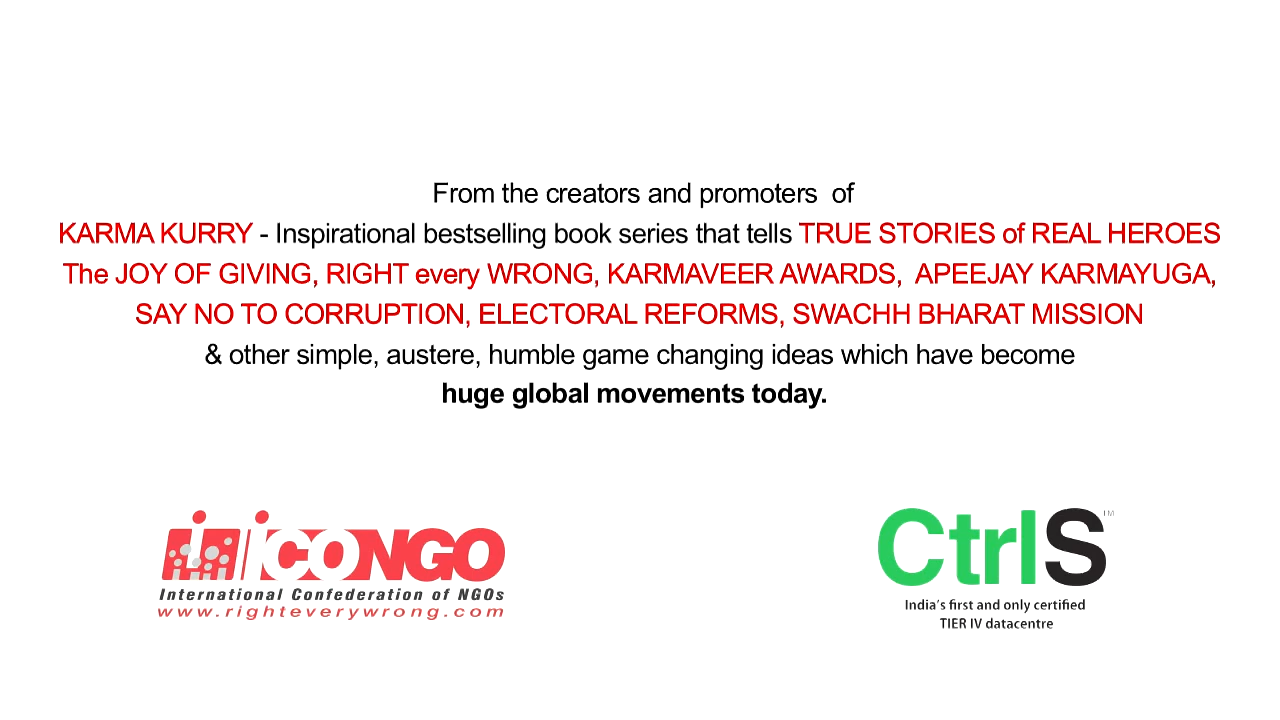 From the creators and promoters of
KARMA KURRY - Inspirational bestselling book series that tells TRUE STORIES of REAL HEROES
The JOY OF GIVING, RIGHT every WRONG, KARMAVEER AWARDS, APEEJAY KARMAYUGA,
SAY NO TO CORRUPTION, ELECTORAL REFORMS, SWACHH BHARAT MISSION
& other simple, austere, humble game changing ideas which have become
huge global movements today.
iCONGO
International Confederation of NGOs
www.righteverywrong.com
CtrlS™
India's first and only certified
TIER IV datacentre